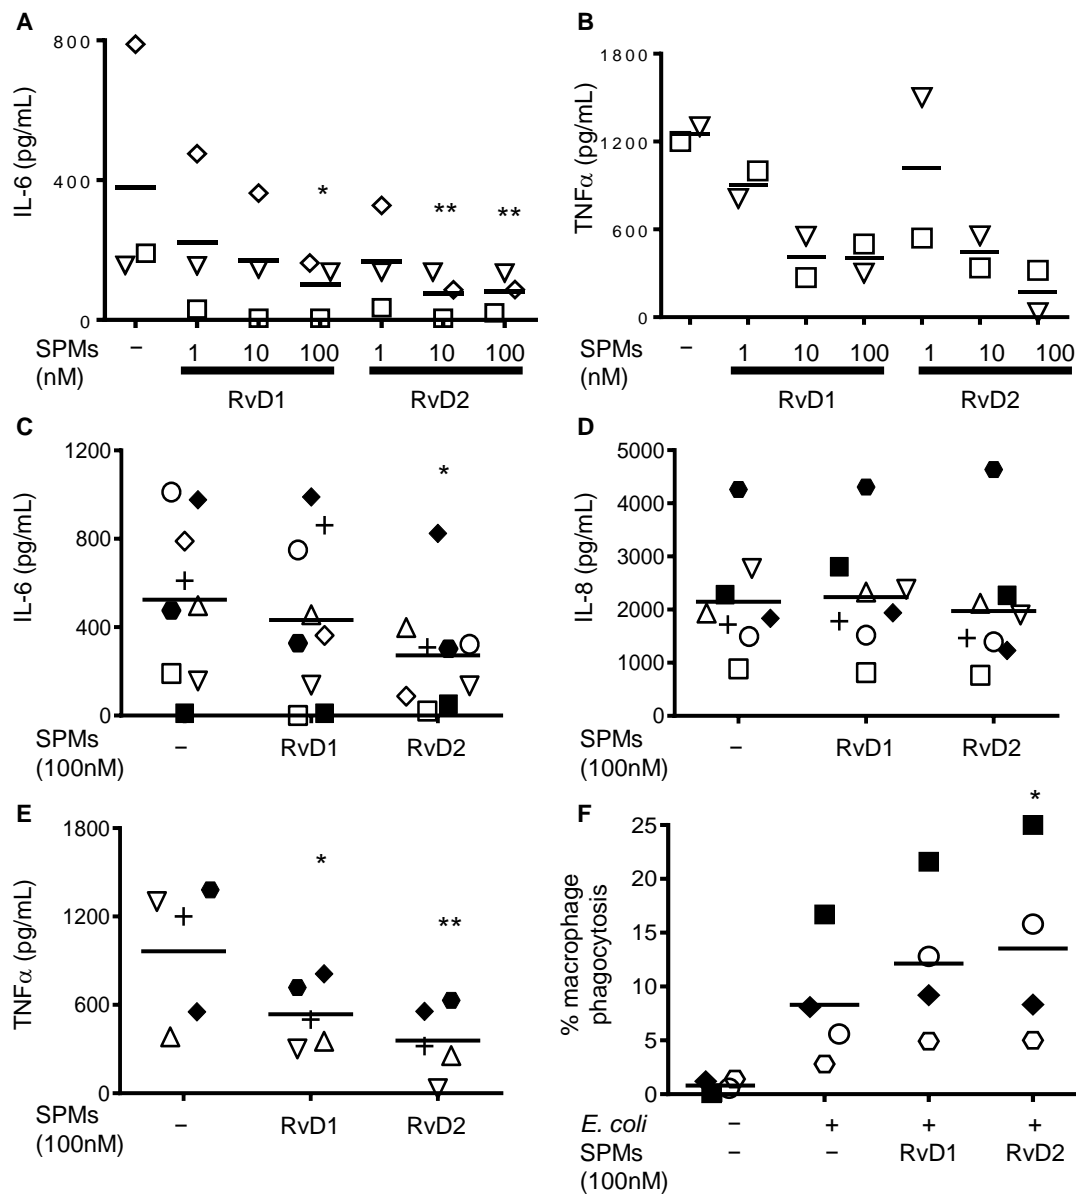 A
IL-6 (pg/mL)
800
400
0
*
**
**
SPMs
(nM)
–
1
10
100
1
10
100
RvD1
RvD2
B
TNFα (pg/mL)
1800
1200
600
0
SPMs
(nM)
–
1
10
100
1
10
100
RvD1
RvD2
C
IL-6 (pg/mL)
1200
800
400
0
*
SPMs
(100nM)
–
RvD1
RvD2
D
IL-8 (pg/mL)
5000
4000
3000
2000
1000
0
SPMs
(100nM)
–
RvD1
RvD2
E
TNFα (pg/mL)
1800
1200
600
0
*
**
SPMs
(100nM)
–
RvD1
RvD2
F
% macrophage
phagocytosis
25
20
15
10
5
0
*
E. coli
–
+
+
+
SPMs
(100nM)
–
–
RvD1
RvD2